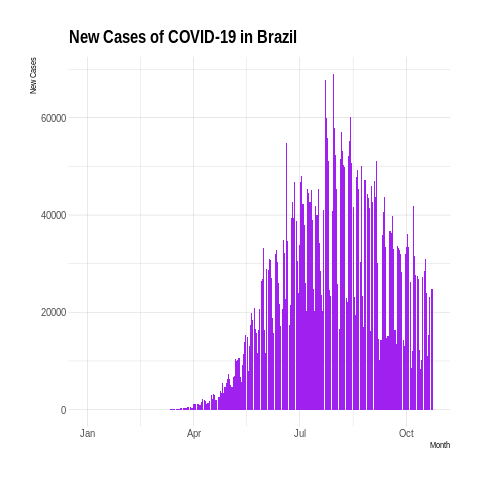 New Cases of COVID-19 in Brazil
New Cases
60000
40000
20000
0
Jan Apr Jul Oct
Month